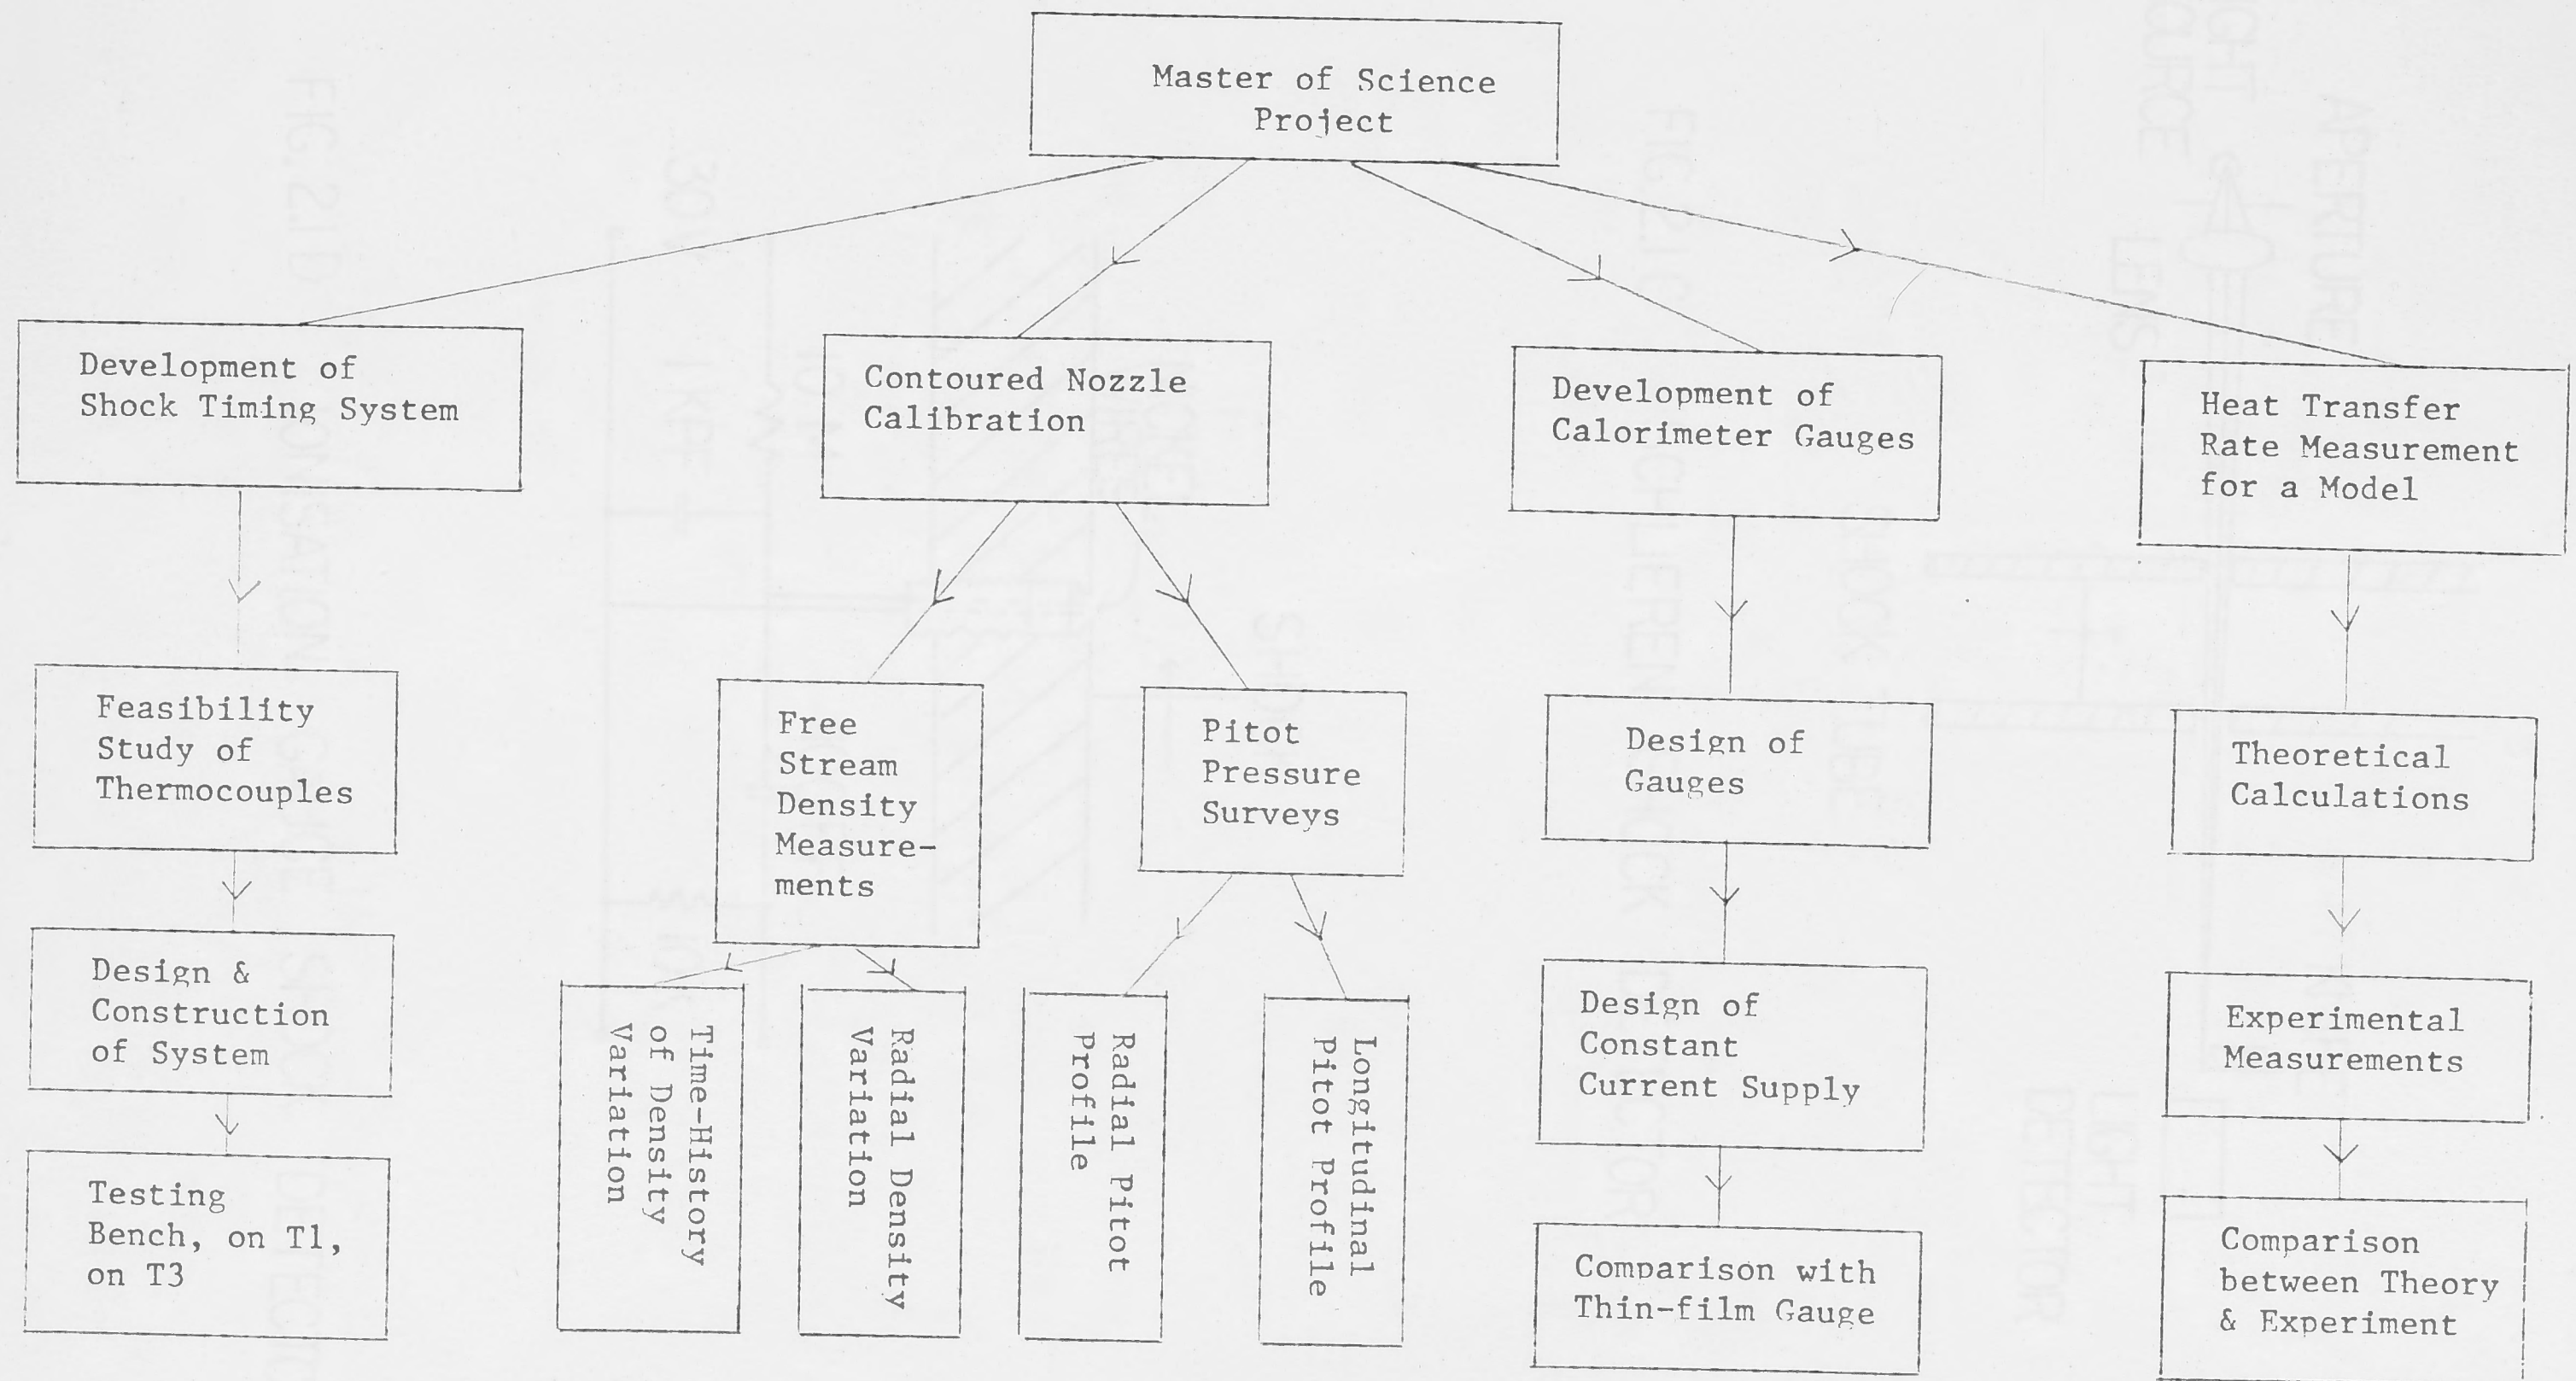 Master of Science
Project
Development of
Shock Timing System
Contoured Nozzle
Calibration
Development of
Calorimeter Gauges
Heat Transfer
Rate Measurement
for a Model
Feasibility
Study of
Thermocouples
Free
Stream
Density
Measure-
ments
Pitot
Pressure
Surveys
Design of
Gauges
Theoretical
Calculations
Design &
Construction
of System
Time-History
of Density
Variation
Radial Density
Variation
Radial Pitot
Profile
Longitudinal
Pitot Profile
Design of
Constant
Current Supply
Experimental
Measurements
Testing
Bench, on T1,
on T3
Comparison with
Thin-film Gauge
Comparison
between Theory
& Experiment
APERTURE
LENS